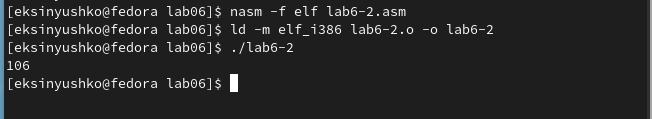 [eksinyushko@fedora lab06]$ nasm -f elf lab6-2.asm
[eksinyushko@fedora lab06]$ ld -m elf_i386 lab6-2.o -o lab6-2
[eksinyushko@fedora lab06]$ ./lab6-2
106
[eksinyushko@fedora lab06]$